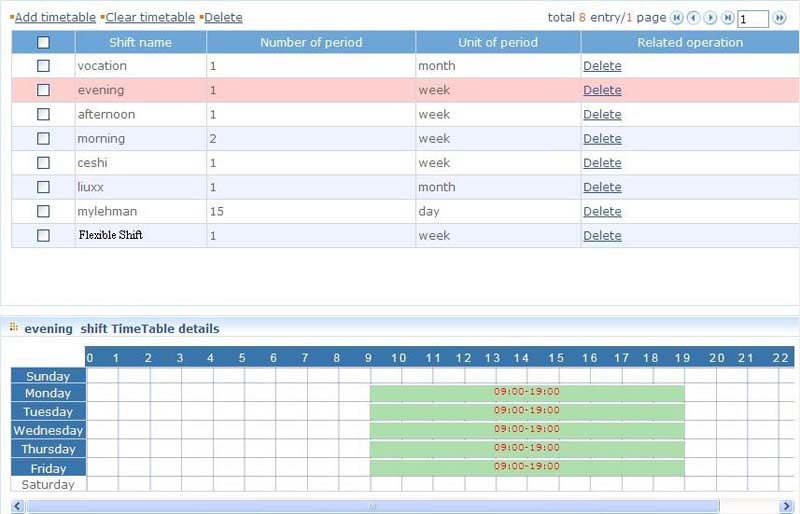 Add timetable Clear timetable Delete total 8 entry/1 page 1
Shift name Number of period Unit of period Related operation
vocation 1 month Delete
evening 1 week Delete
afternoon 1 week Delete
morning 2 week Delete
ceshi 1 week Delete
liuxx 1 month Delete
mylehman 15 day Delete
Flexible Shift 1 week Delete
evening shift TimeTable details
0 1 2 3 4 5 6 7 8 9 10 11 12 13 14 15 16 17 18 19 20 21 22
Sunday
Monday 09:00-19:00
Tuesday 09:00-19:00
Wednesday 09:00-19:00
Thursday 09:00-19:00
Friday 09:00-19:00
Saturday